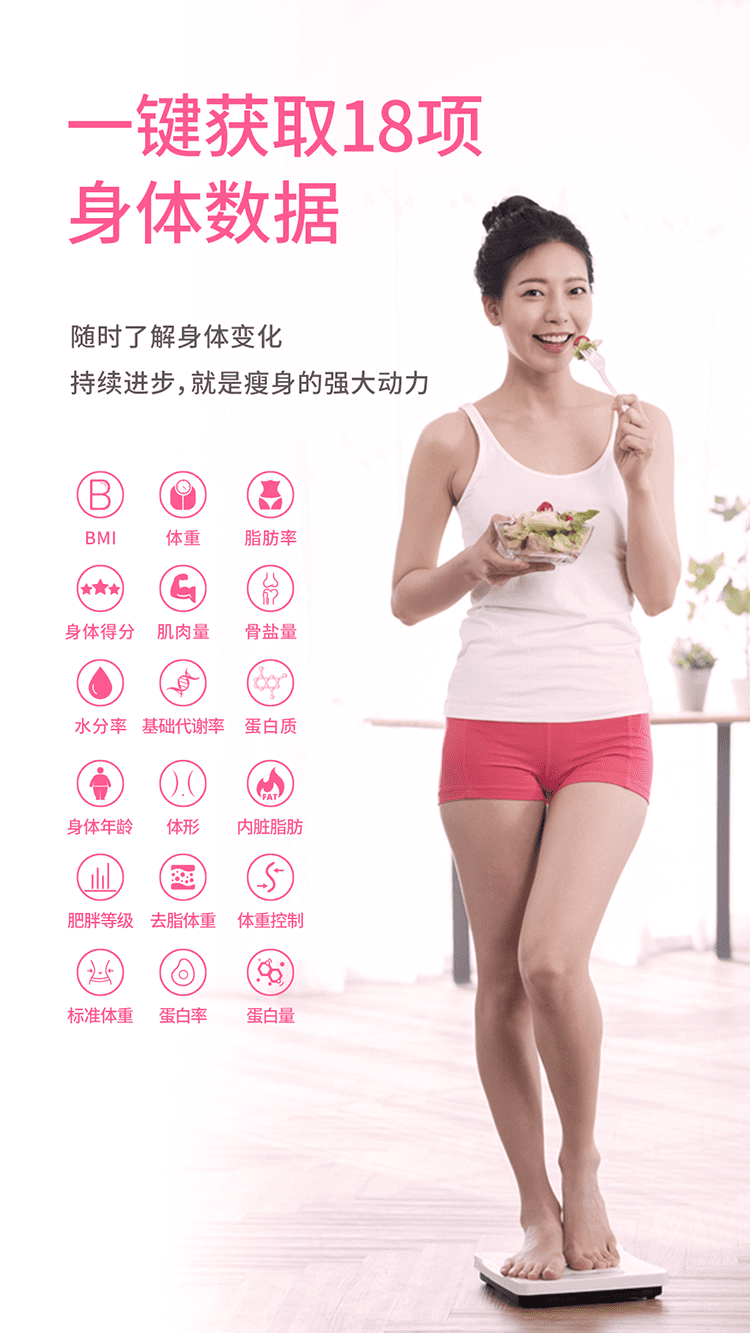 一键获取18项
身体数据
随时了解身体变化
持续进步,就是瘦身的强大动力
B
BMI 体重 脂肪率
身体得分 肌肉量 骨盐量
水分率 基础代谢率 蛋白质
FAT
身体年龄 体形 内脏脂肪
肥胖等级 去脂体重 体重控制
标准体重 蛋白率 蛋白量